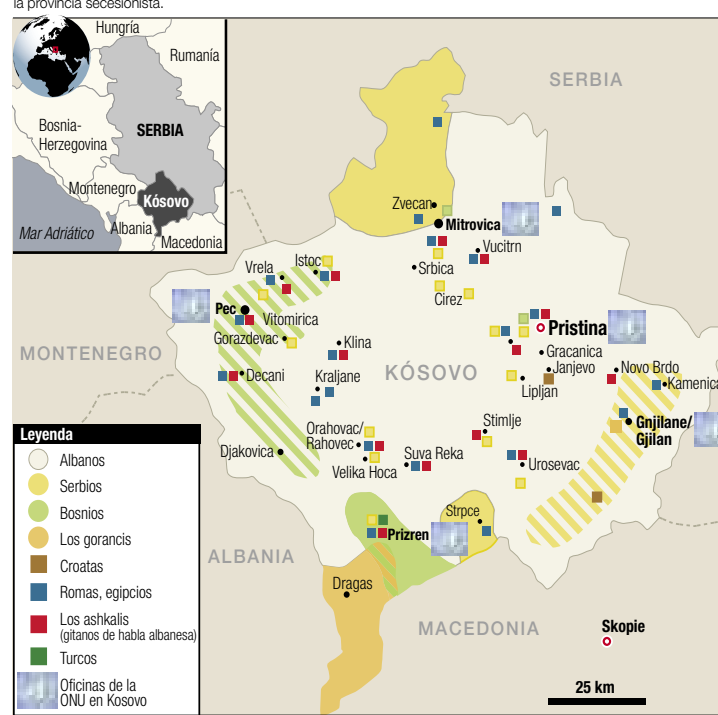 la provincia secesionista.
Hungría
Rumanía
Bosnia-
Herzegovina
SERBIA
Montenegro
Kósovo
Mar Adriático
Albania
Macedonia
SERBIA
Zvecan
Mitrovica
Vucitrn
Srbica
Cirez
Istoc
Vrela
Pec
Vitomirica
Gorazdevac
Klina
Pristina
Gracanica
Janjevo
Novo Brdo
Kamenica
MONTENEGRO
KÓSOVO
Decani
Kraljane
Lipljan
Gnjilane/
Gjilan
Orahovac/
Rahovec
Stimlje
Djakovica
Velika Hoca
Suva Reka
Urosevac
Strpce
Prizren
ALBANIA
Dragas
MACEDONIA
Skopie
25 km
Leyenda
Albanos
Serbios
Bosnios
Los gorancis
Croatas
Romas, egipcios
Los ashkalis
(gitanos de habla albanesa)
Turcos
Oficinas de la
ONU en Kosovo